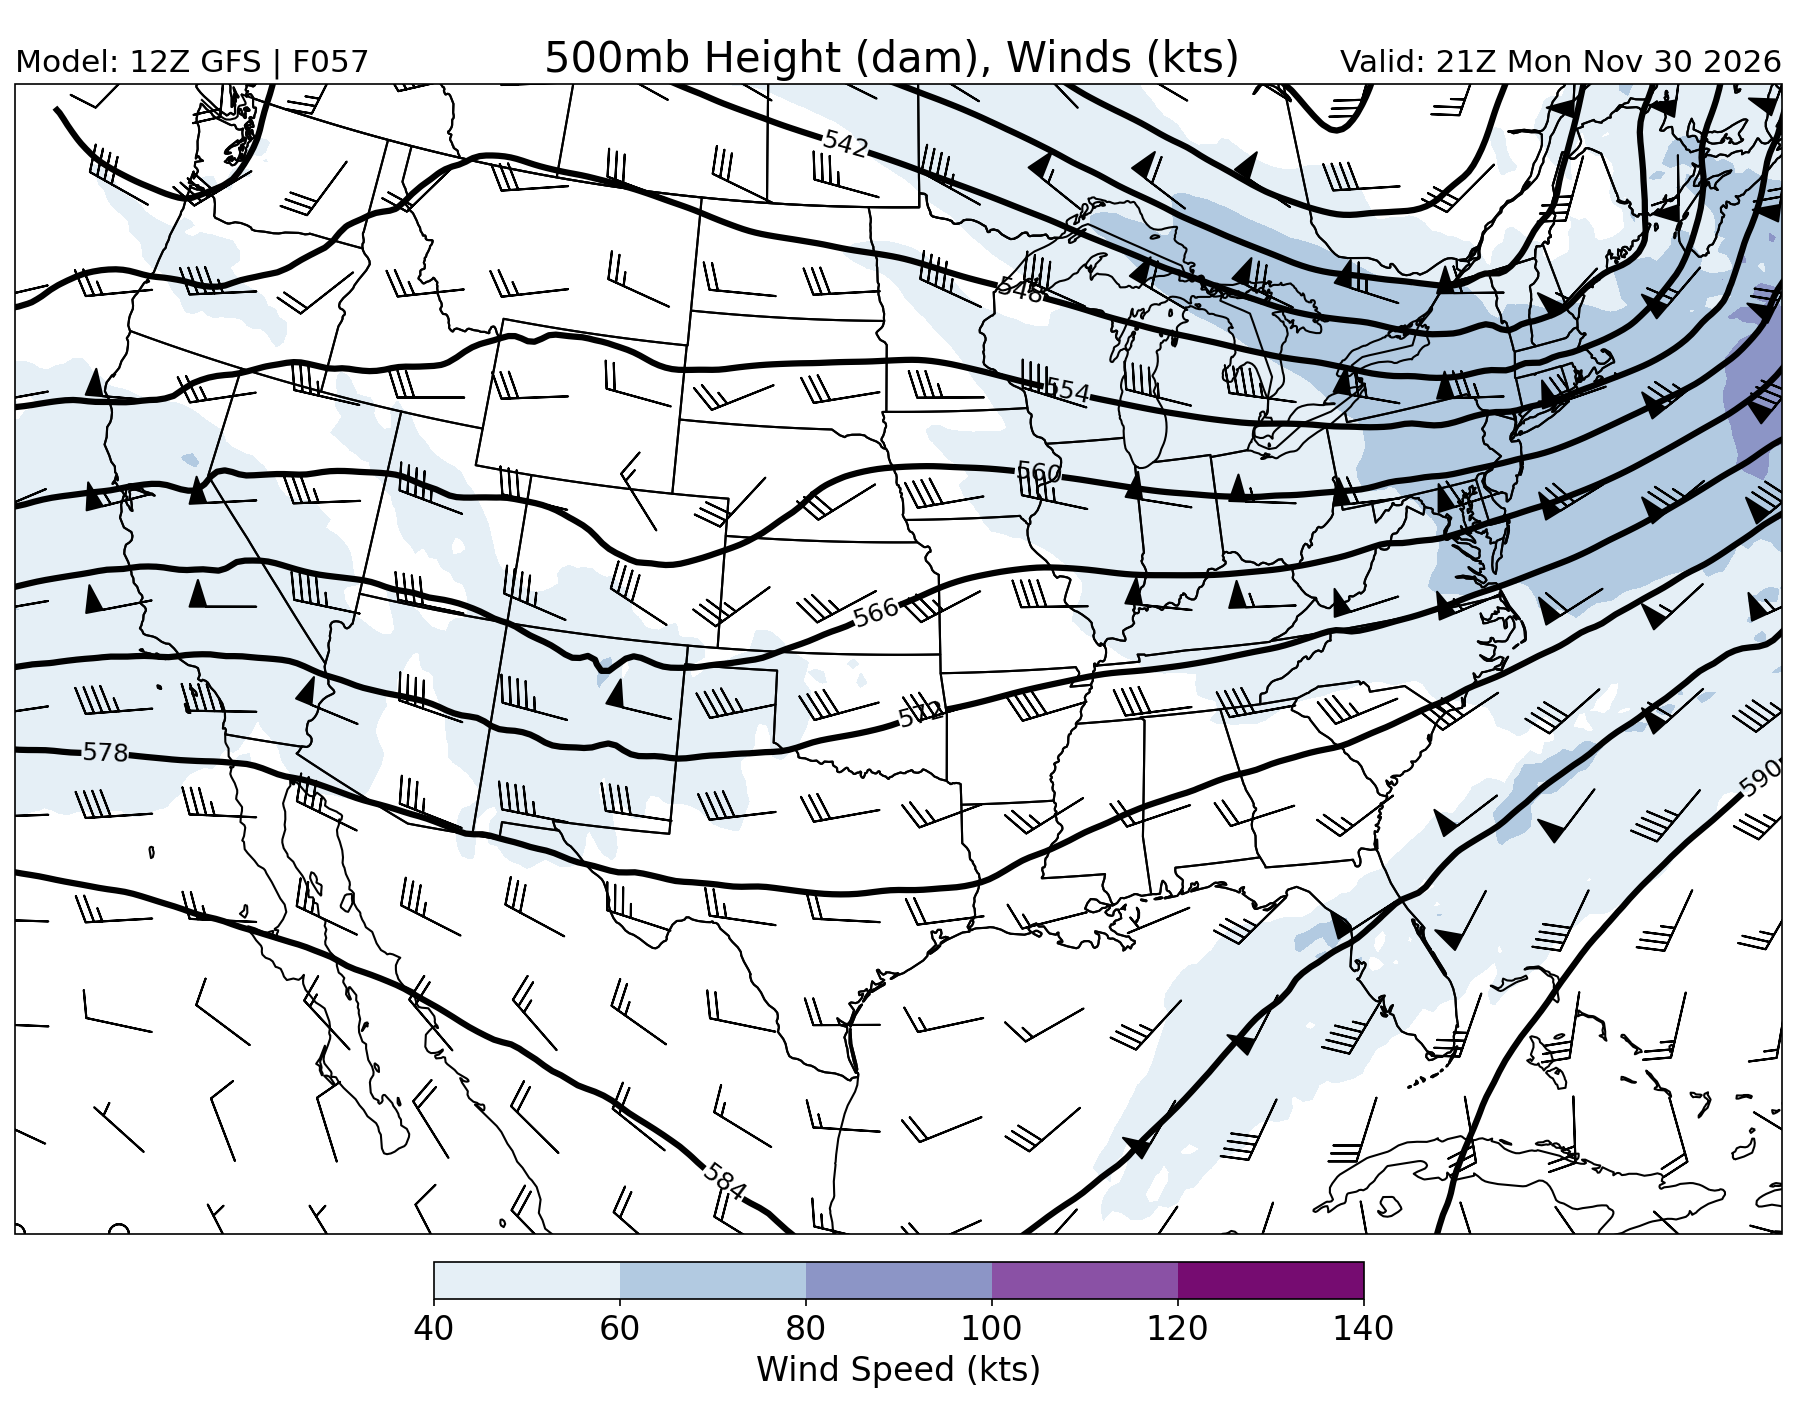 Model: 12Z GFS | F057
500mb Height (dam), Winds (kts)
Valid: 21Z Mon Nov 30 2026
542
548
554
560
566
572
578
584
590
40 60 80 100 120 140
Wind Speed (kts)